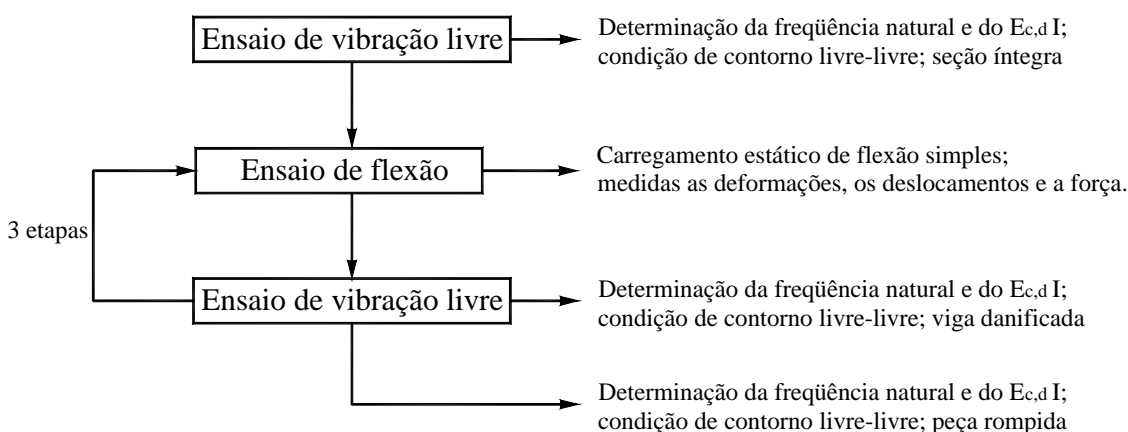 Ensaio de vibração livre
Determinação da freqüência natural e do Ec,d I;
condição de contorno livre-livre; seção íntegra
Ensaio de flexão
Carregamento estático de flexão simples;
medidas as deformações, os deslocamentos e a força.
3 etapas
Ensaio de vibração livre
Determinação da freqüência natural e do Ec,d I;
condição de contorno livre-livre; viga danificada
Determinação da freqüência natural e do Ec,d I;
condição de contorno livre-livre; peça rompida